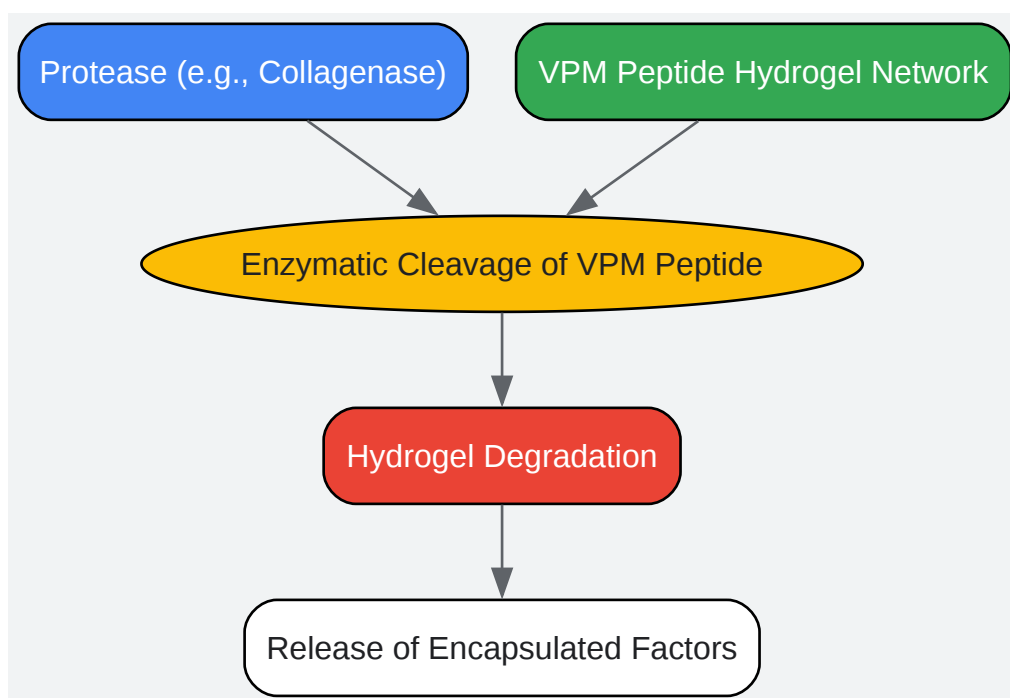 Protease (e.g., Collagenase)
VPM Peptide Hydrogel Network
Enzymatic Cleavage of VPM Peptide
Hydrogel Degradation
Release of Encapsulated Factors